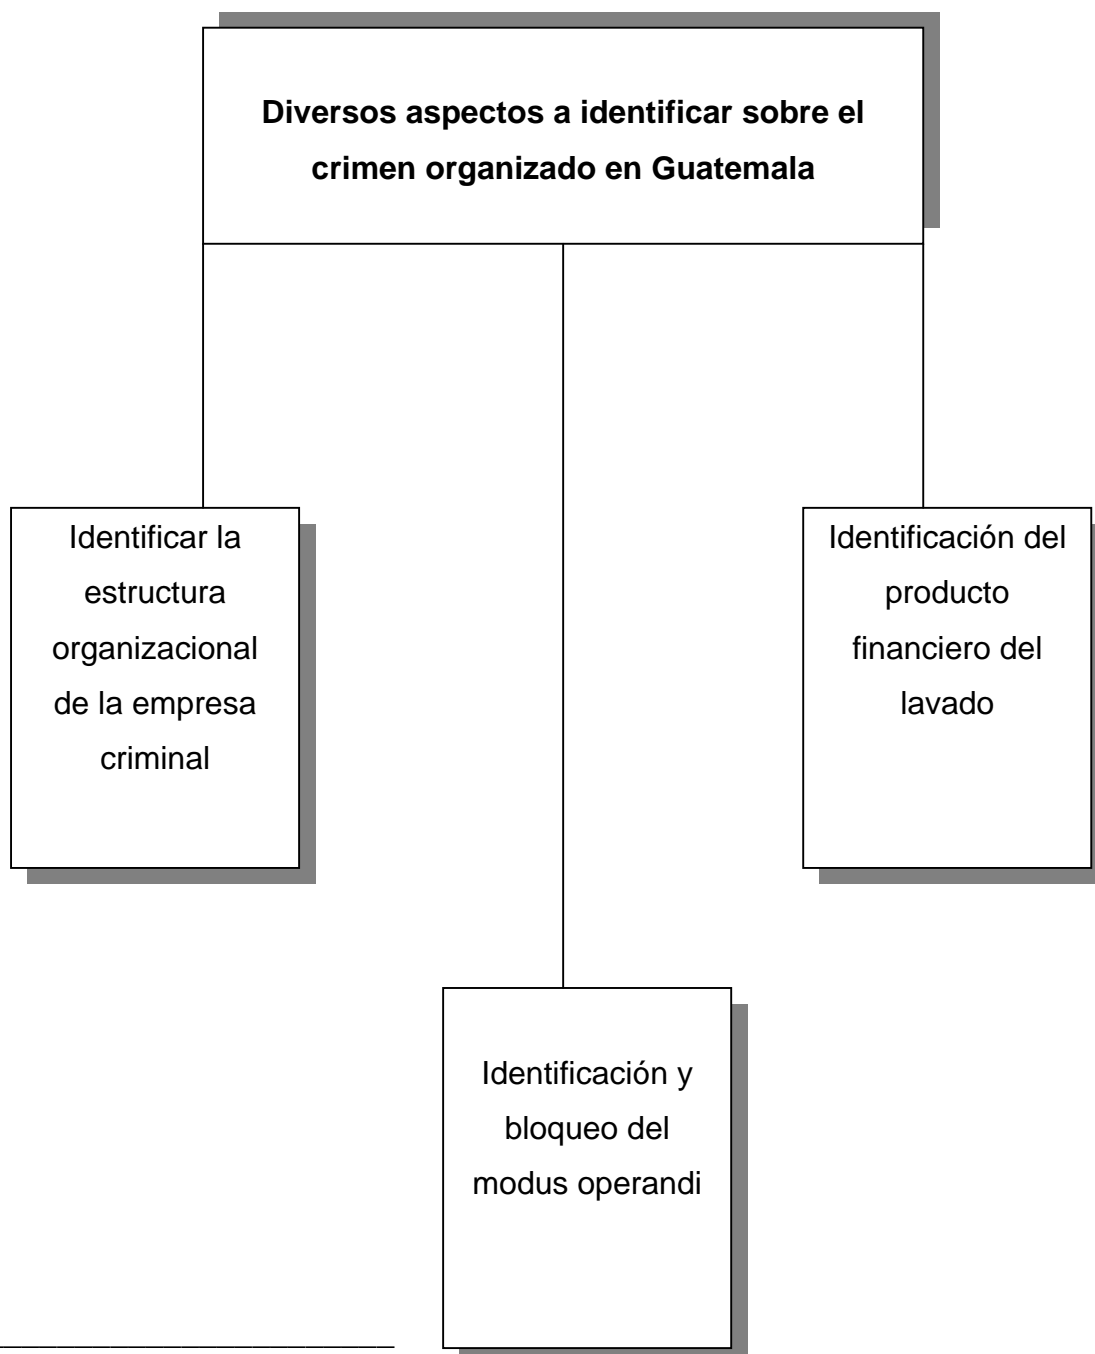 Diversos aspectos a identificar sobre el
crimen organizado en Guatemala
Identificar la
estructura
organizacional
de la empresa
criminal
Identificación del
producto
financiero del
lavado
Identificación y
bloqueo del
modus operandi